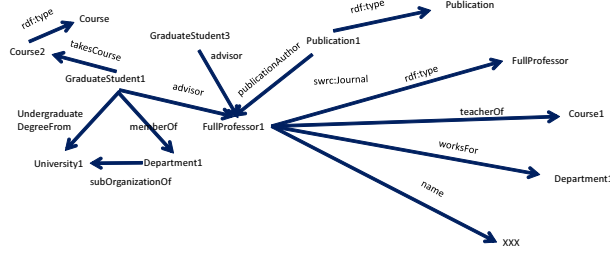 rdf:type
Publication
rdf:type
Course
GraduateStudent3
Publication1
Course2
takesCourse
advisor
publicationAuthor
FullProfessor
GraduateStudent1
swrc:Journal
rdf:type
advisor
Undergraduate
DegreeFrom
memberOf
FullProfessor1
teacherOf
Course1
worksFor
University1
Department1
Department1
subOrganizationOf
name
XXX